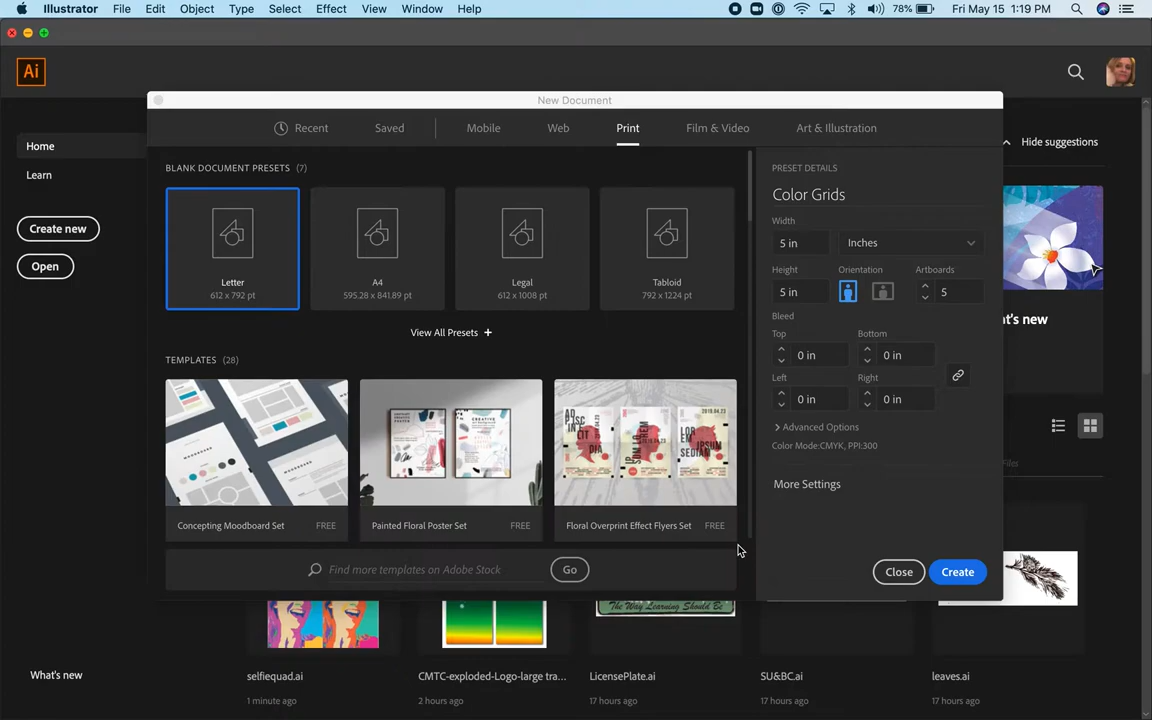 Illustrator File Edit Object Type Select Effect View Window Help 78% Fri May 15 1:19 PM
Ai
New Document
Recent Saved Mobile Web Print Film & Video Art & Illustration
Home
Learn
Create new
Open
Hide suggestions
BLANK DOCUMENT PRESETS (7)
Letter
612 x 792 pt
A4
595.28 x 841.89 pt
Legal
612 x 1008 pt
Tabloid
792 x 1224 pt
View All Presets +
TEMPLATES (28)
Concepting Moodboard Set FREE
Painted Floral Poster Set FREE
Floral Overprint Effect Flyers Set FREE
Find more templates on Adobe Stock Go
PRESET DETAILS
Color Grids
Width
5 in Inches
Height Orientation Artboards
5 in 5
Bleed
Top Bottom
0 in 0 in
Left Right
0 in 0 in
Advanced Options
Color Mode:CMYK, PPI:300
More Settings
Close Create
t's new
Files
The Way Learning Should Be
What's new
selfiequad.ai
1 minute ago
CMTC-exploded-Logo-large tra...
2 hours ago
LicensePlate.ai
17 hours ago
SU&BC.ai
17 hours ago
leaves.ai
17 hours ago